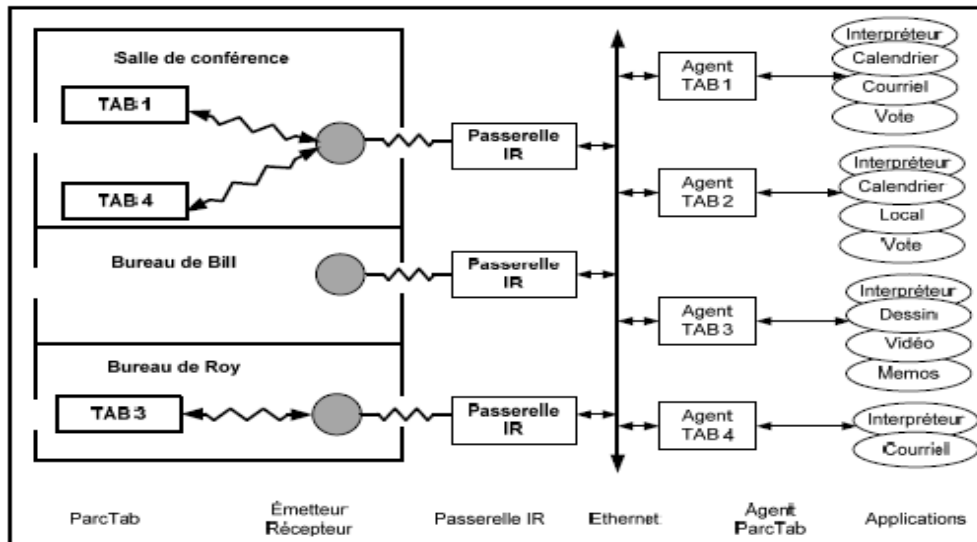 Salle de conférence
TAB 1
TAB 4
Bureau de Bill
Bureau de Roy
TAB 3
Passerelle
IR
Passerelle
IR
Passerelle
IR
Agent
TAB 1
Agent
TAB 2
Agent
TAB 3
Agent
TAB 4
Interpréteur
Calendrier
Courriel
Vote
Interpréteur
Calendrier
Local
Vote
Interpréteur
Dessin
Vidéo
Memos
Interpréteur
Courriel
ParcTab
Émetteur
Récepteur
Passerelle IR
Ethernet
Agent
ParcTab
Applications